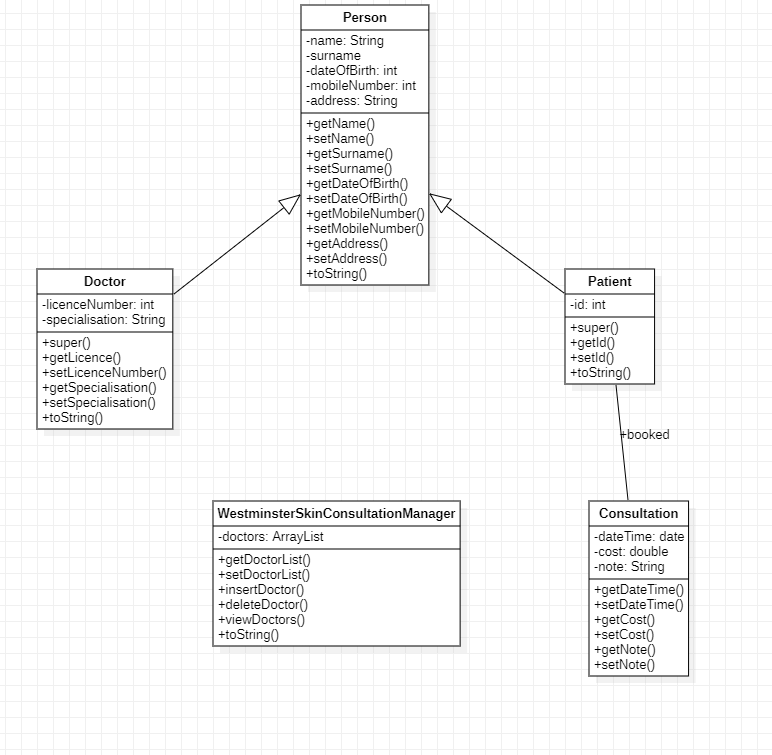 Person
-name: String
-surname
-dateOfBirth: int
-mobileNumber: int
-address: String
+getName()
+setName()
+getSurname()
+setSurname()
+getDateOfBirth()
+setDateOfBirth()
+getMobileNumber()
+setMobileNumber()
+getAddress()
+setAddress()
+toString()
Doctor
-licenceNumber: int
-specialisation: String
+super()
+getLicence()
+setLicenceNumber()
+getSpecialisation()
+setSpecialisation()
+toString()
Patient
-id: int
+super()
+getId()
+setId()
+toString()
+booked
WestminsterSkinConsultationManager
-doctors: ArrayList
+getDoctorList()
+setDoctorList()
+insertDoctor()
+deleteDoctor()
+viewDoctors()
+toString()
Consultation
-dateTime: date
-cost: double
-note: String
+getDateTime()
+setDateTime()
+getCost()
+setCost()
+getNote()
+setNote()